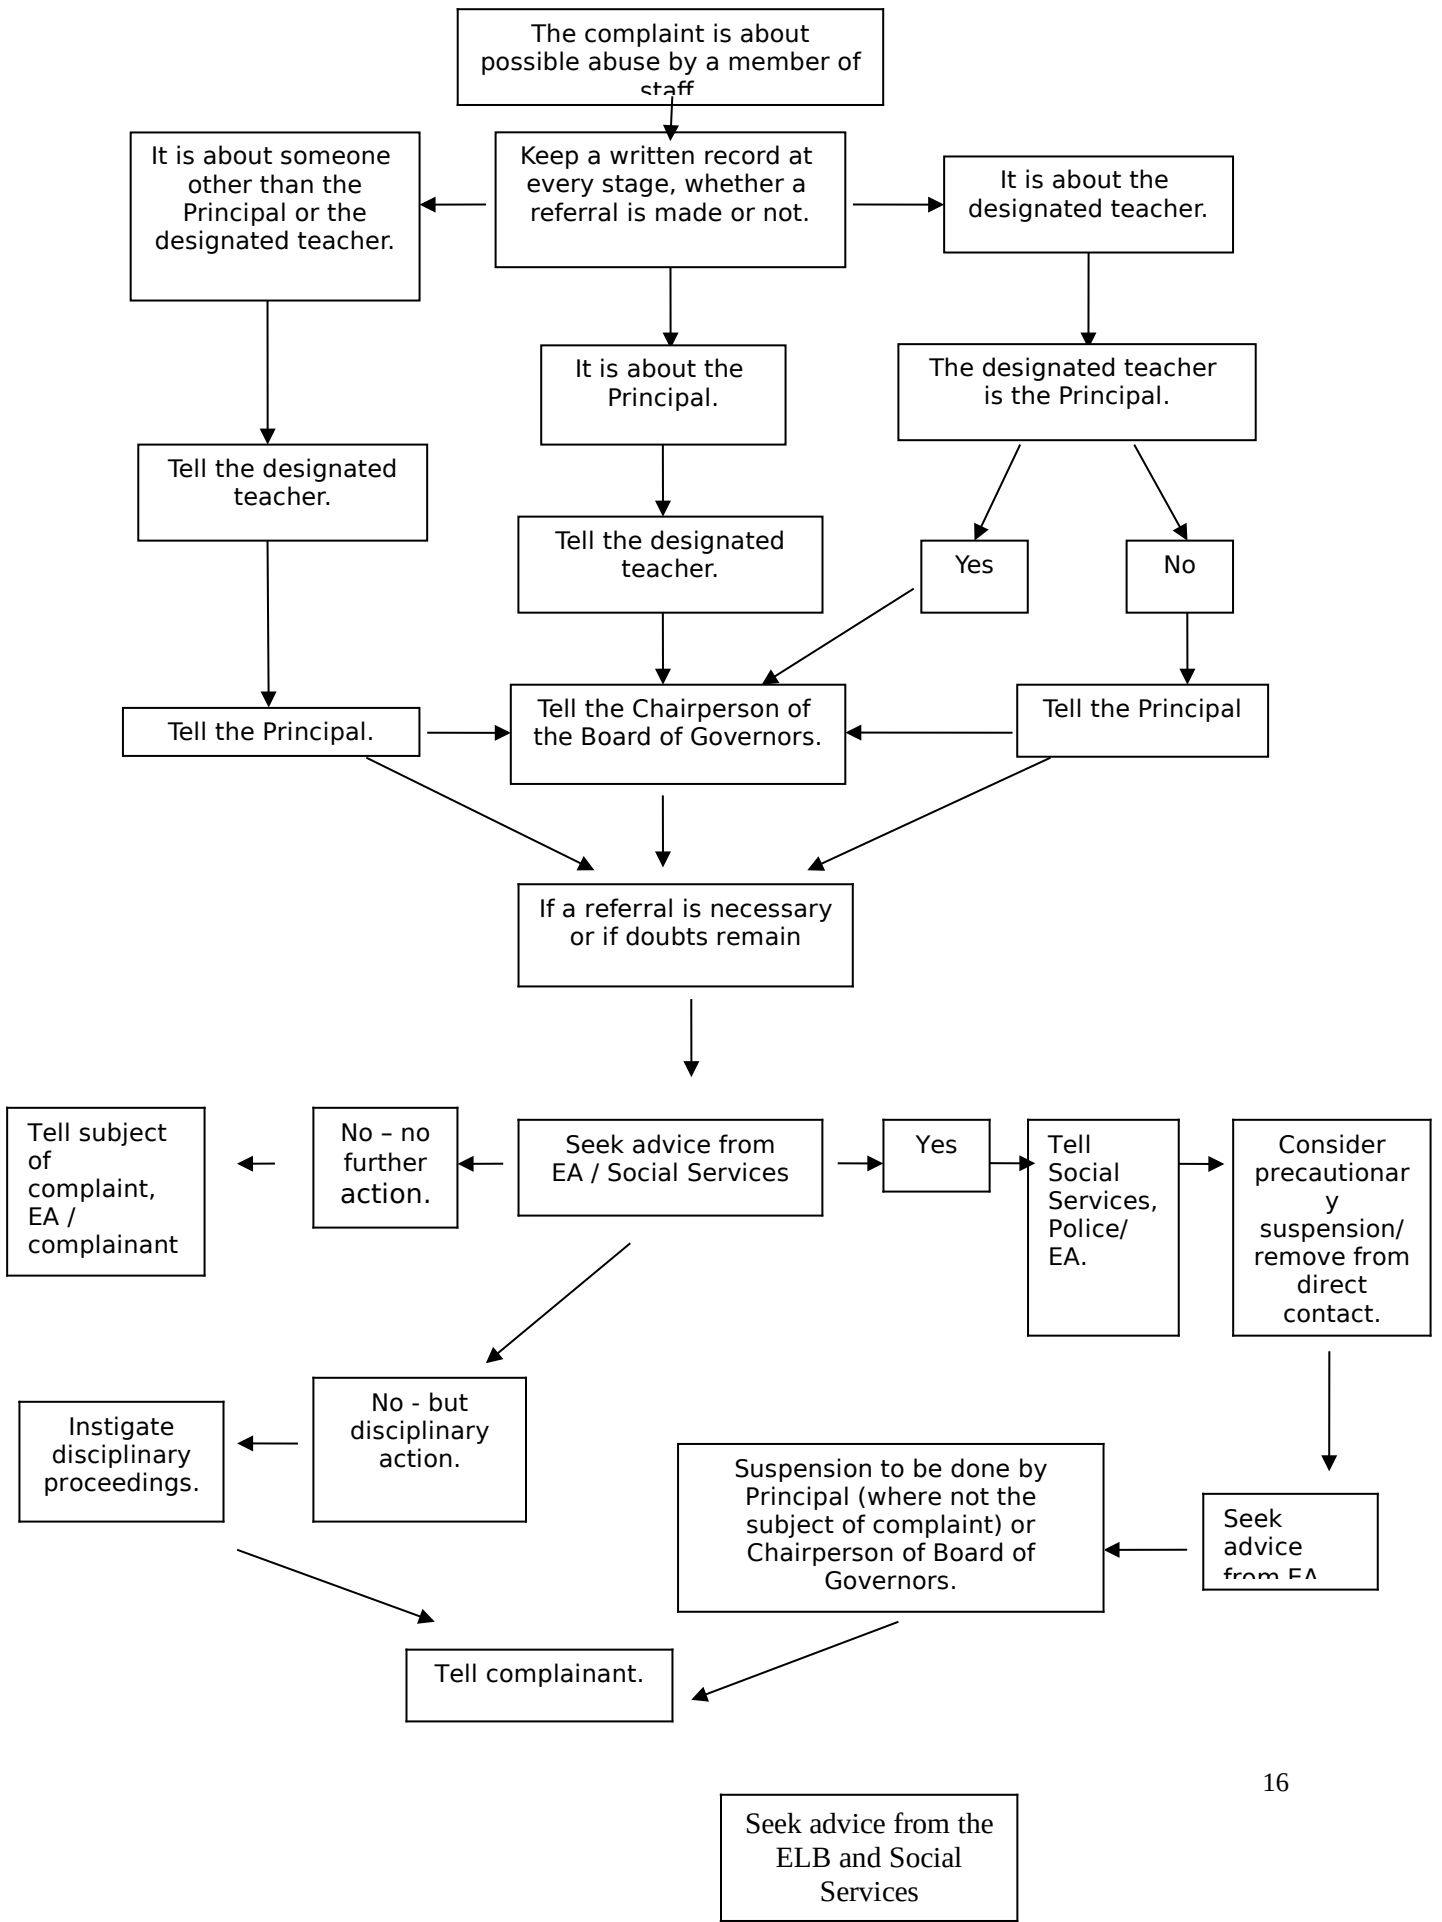 The complaint is about
possible abuse by a member of
staff
It is about someone
other than the
Principal or the
designated teacher.
Keep a written record at
every stage, whether a
referral is made or not.
It is about the
designated teacher.
It is about the
Principal.
The designated teacher
is the Principal.
Tell the designated
teacher.
Tell the designated
teacher.
Yes
No
Tell the Principal.
Tell the Chairperson of
the Board of Governors.
Tell the Principal
If a referral is necessary
or if doubts remain
Tell subject
of
complaint,
EA /
complainant
No – no
further
action.
Seek advice from
EA / Social Services
Yes
Tell
Social
Services,
Police/
EA.
Consider
precautionar
y
suspension/
remove from
direct
contact.
Instigate
disciplinary
proceedings.
No - but
disciplinary
action.
Suspension to be done by
Principal (where not the
subject of complaint) or
Chairperson of Board of
Governors.
Seek
advice
from EA
Tell complainant.
16
Seek advice from the
ELB and Social
Services